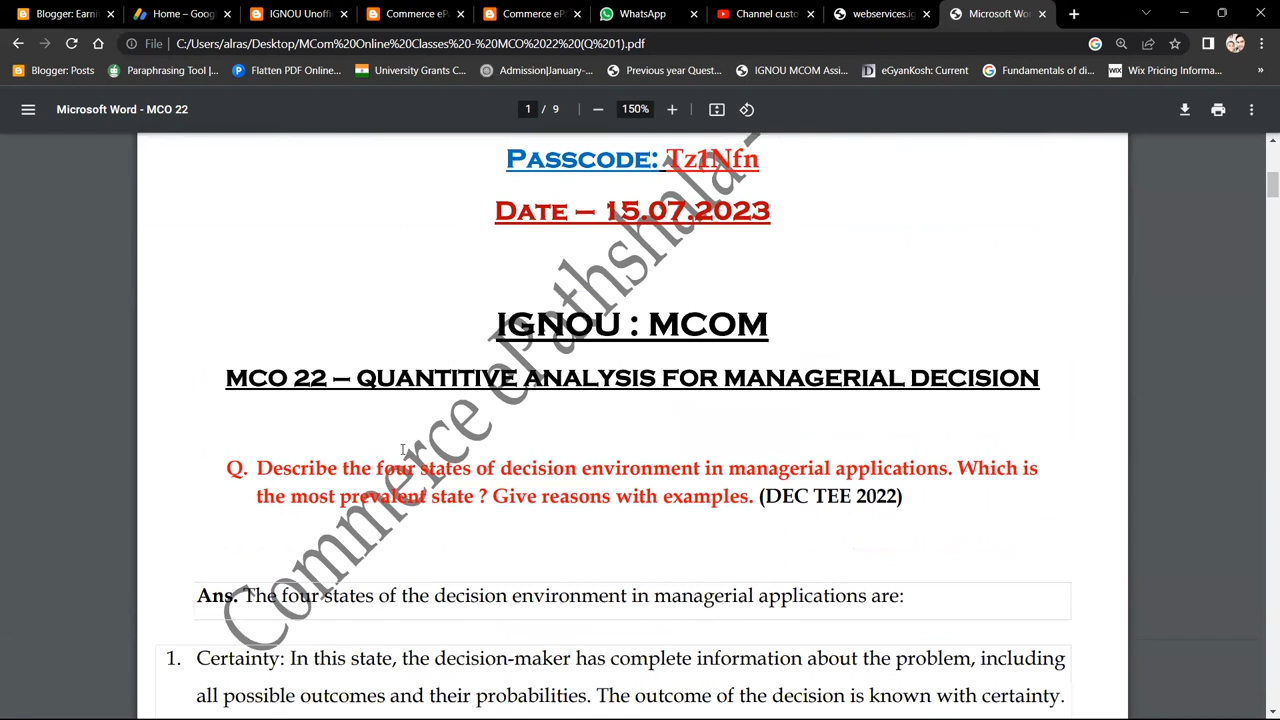 Blogger: Earni
Home – Goog
IGNOU Unoffi
Commerce eP
Commerce eP
WhatsApp
Channel custo
webservices.ig
Microsoft Wor
File
C:/Users/alras/Desktop/MCom%20Online%20Classes%20-%20MCO%2022%20(Q%201).pdf
Blogger: Posts
Paraphrasing Tool |...
Flatten PDF Online...
University Grants C...
Admission|January-...
Previous year Quest...
IGNOU MCOM Assi...
eGyanKosh: Current
Fundamentals of di...
Wix Pricing Informa...
»
Microsoft Word - MCO 22
1 / 9
150%
PASSCODE: Tz1Nfn
DATE – 15.07.2023
IGNOU : MCOM
MCO 22 – QUANTITIVE ANALYSIS FOR MANAGERIAL DECISION
Q. Describe the four states of decision environment in managerial applications. Which is
the most prevalent state ? Give reasons with examples. (DEC TEE 2022)
Commerce ePathshala -
Ans. The four states of the decision environment in managerial applications are:
1. Certainty: In this state, the decision-maker has complete information about the problem, including
all possible outcomes and their probabilities. The outcome of the decision is known with certainty.